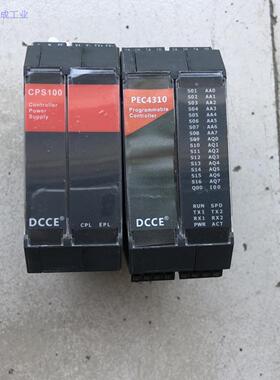 成工业
CPS100
Controller
Power
Supply
DCCE®
CPL EPL
PEC4310
Programmable
Controller
DCCE®
S01 AA0
S02 AA1
S03 AA2
S04 AA3
S05 AA4
S06 AA5
S07 AA6
S08 AA7
S09 AQ0
S10 AQ1
S11 AQ2
S12 AQ3
S13 AQ4
S14 AQ5
S15 AQ6
S16 AQ7
Q00 I00
RUN SPD
TX1 TX2
RX1 RX2
PWR ACT